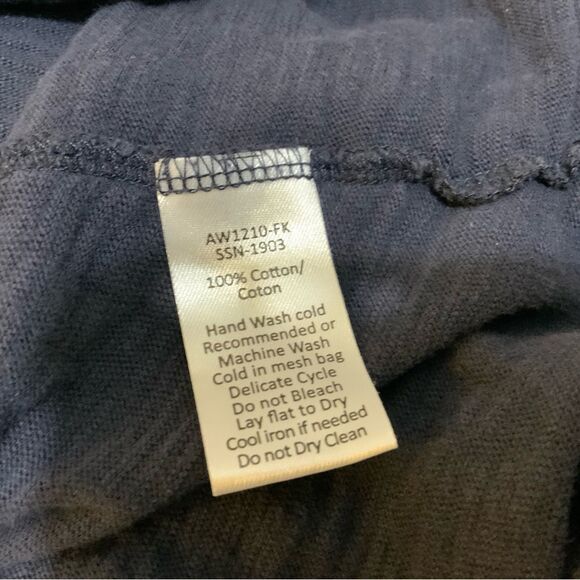 AW1210-FK
SSN-1903
100% Cotton/
Coton
Hand Wash cold
Recommended or
Machine Wash
Cold in mesh bag
Delicate Cycle
Do not Bleach
Lay flat to Dry
Cool iron if needed
Do not Dry Clean